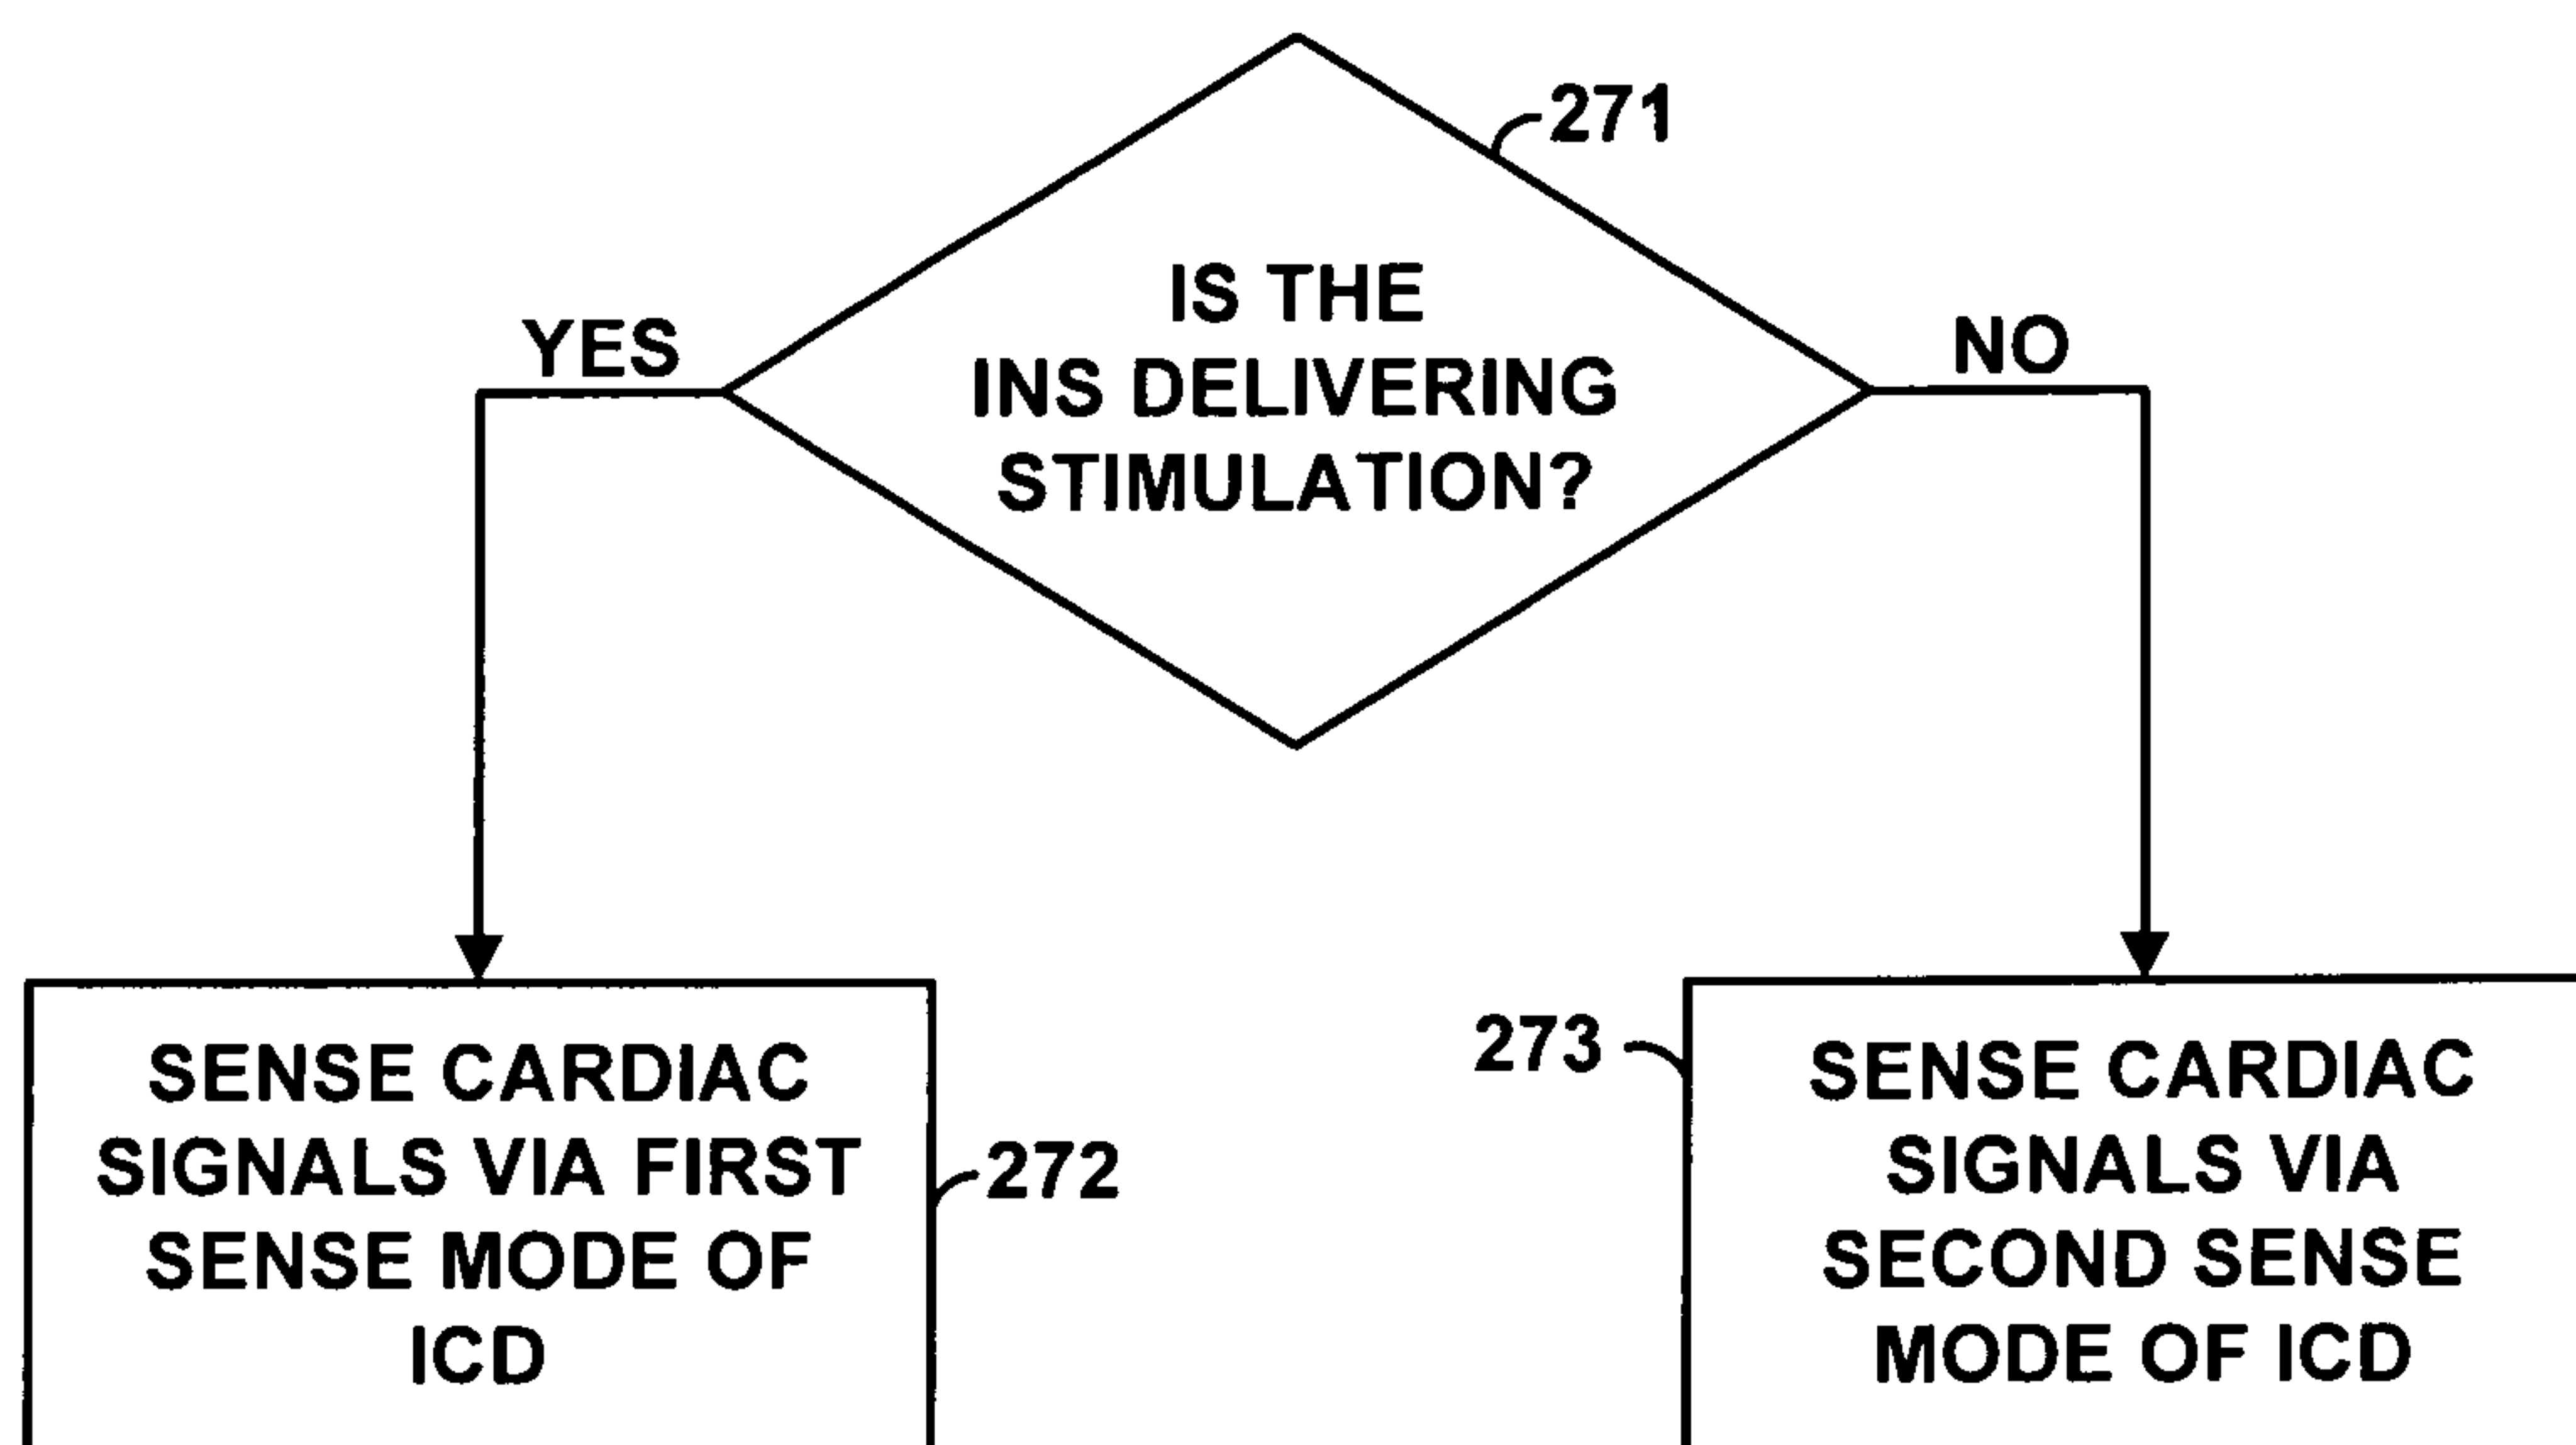 271
IS THE
INS DELIVERING
STIMULATION?
YES
NO
SENSE CARDIAC
SIGNALS VIA FIRST
SENSE MODE OF
ICD
272
273
SENSE CARDIAC
SIGNALS VIA
SECOND SENSE
MODE OF ICD